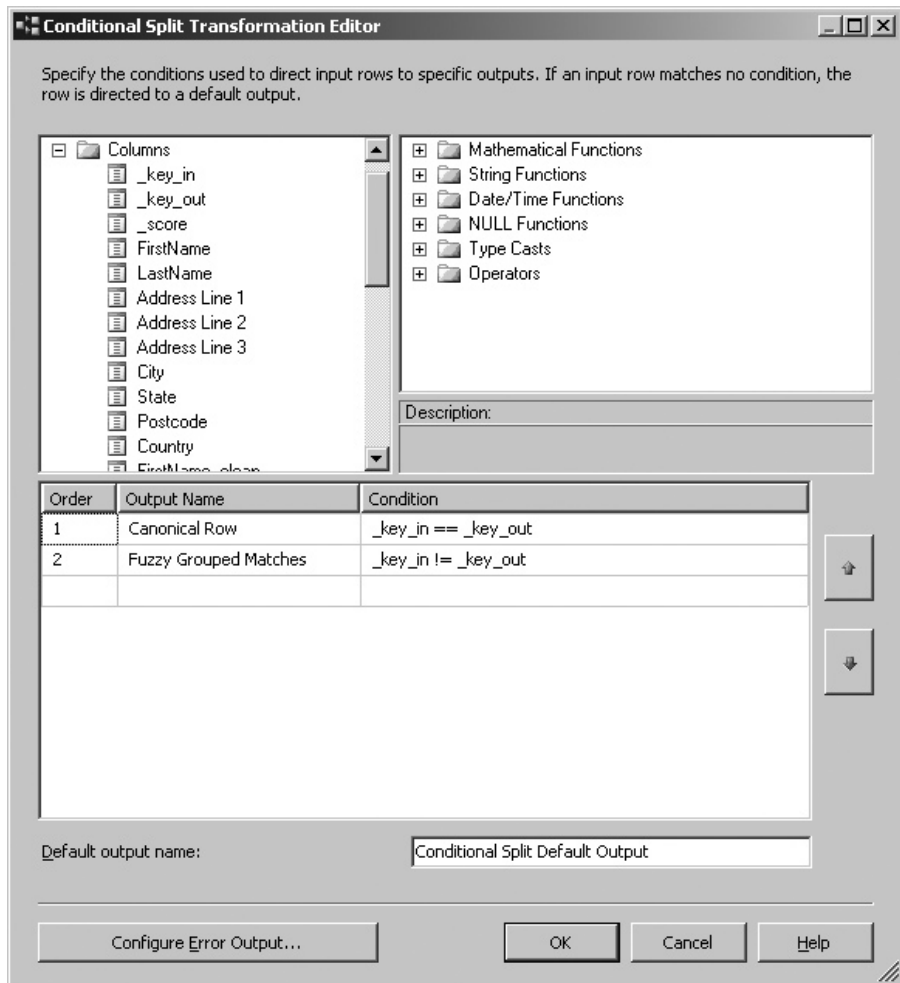 Conditional Split Transformation Editor
Specify the conditions used to direct input rows to specific outputs. If an input row matches no condition, the
row is directed to a default output.
Columns
_key_in
_key_out
_score
FirstName
LastName
Address Line 1
Address Line 2
Address Line 3
City
State
Postcode
Country
FirstName_clean
Mathematical Functions
String Functions
Date/Time Functions
NULL Functions
Type Casts
Operators
Description:
Order Output Name Condition
1 Canonical Row _key_in == _key_out
2 Fuzzy Grouped Matches _key_in != _key_out
Default output name: Conditional Split Default Output
Configure Error Output... OK Cancel Help